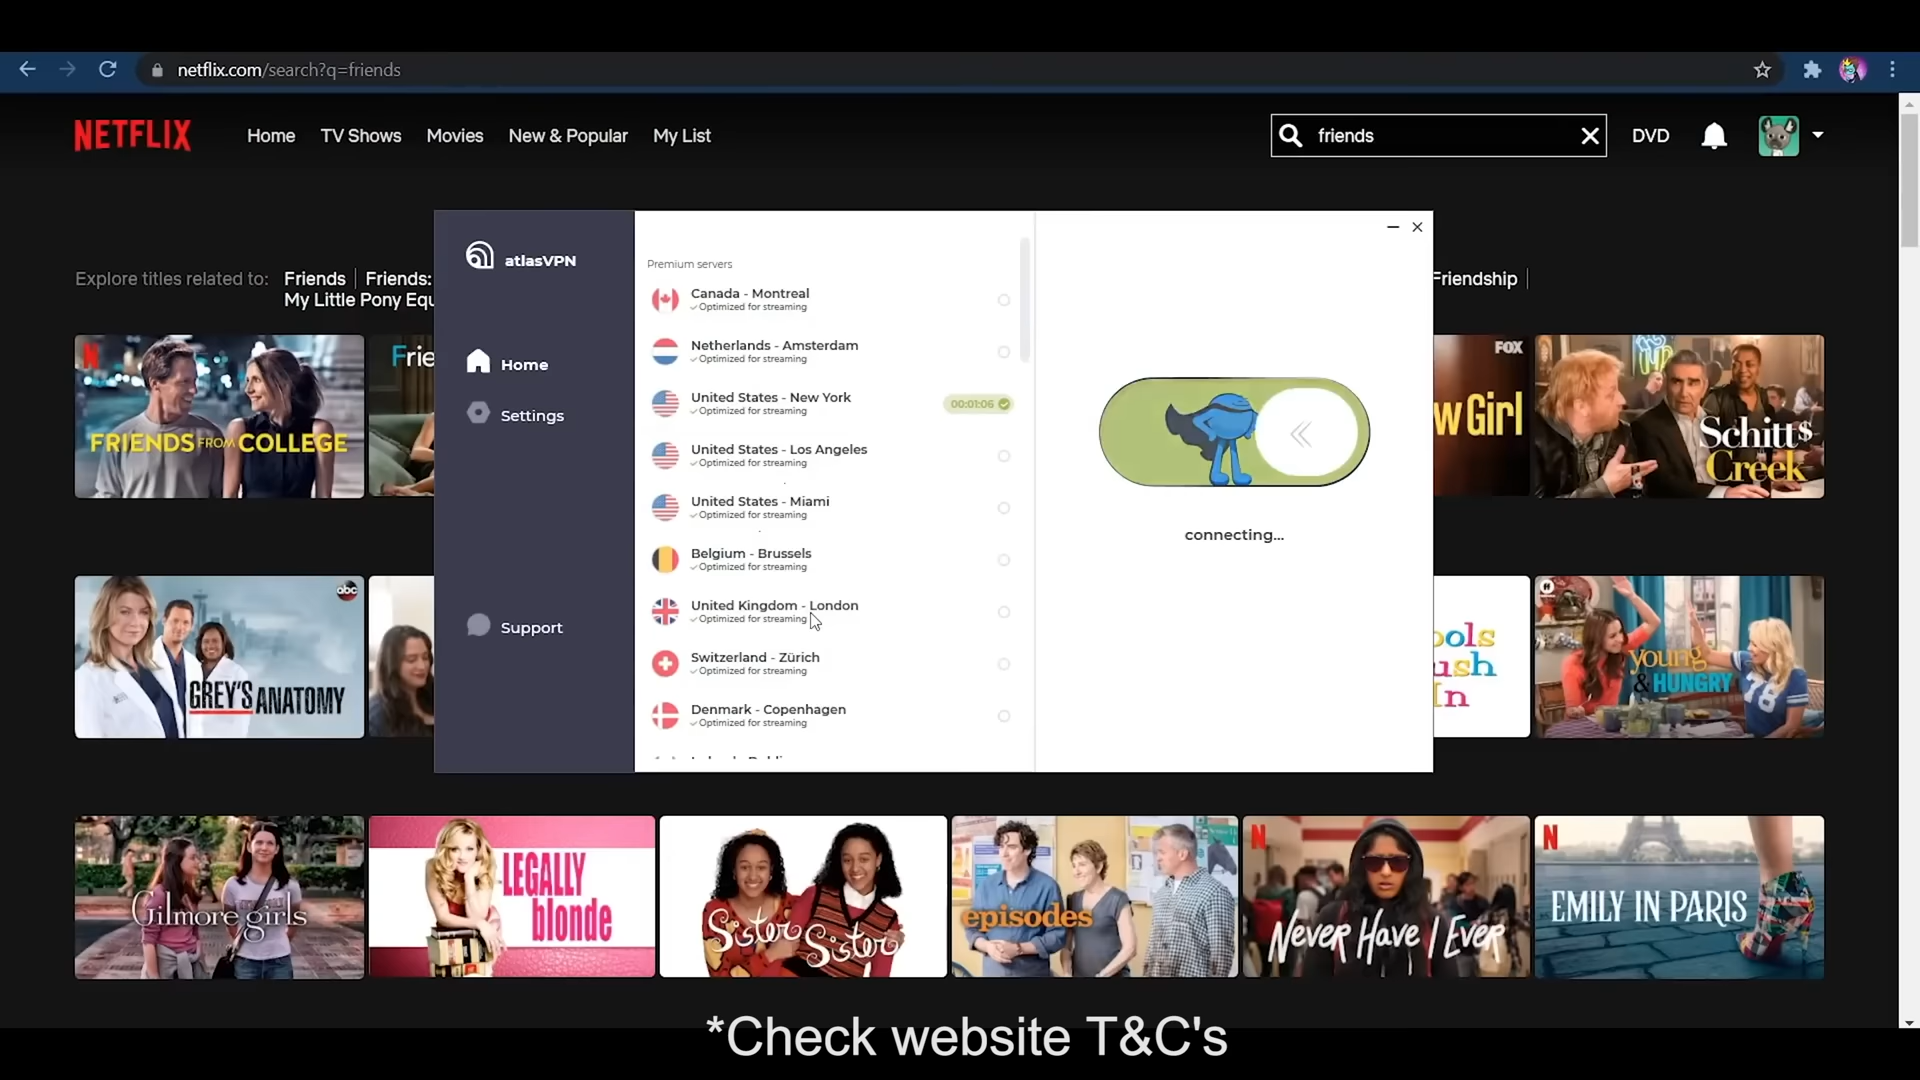 netflix.com/search?q=friends
NETFLIX
Home
TV Shows
Movies
New & Popular
My List
friends
DVD
Explore titles related to:
Friends
Friends:
Friendship
My Little Pony Equ
atlasVPN
Home
Settings
Support
Premium servers
Canada - Montreal
Optimized for streaming
Netherlands - Amsterdam
Optimized for streaming
United States - New York
Optimized for streaming
00:01:06
United States - Los Angeles
Optimized for streaming
United States - Miami
Optimized for streaming
Belgium - Brussels
Optimized for streaming
United Kingdom - London
Optimized for streaming
Switzerland - Zürich
Optimized for streaming
Denmark - Copenhagen
Optimized for streaming
connecting...
N
FRIENDS FROM COLLEGE
Frie
FOX
w Girl
Schitt$
Creek
abc
GREY'S ANATOMY
ools
ush
In
young
& HUNGRY
Gilmore girls
LEGALLY
blonde
Sister
Sister
episodes
N
Never Have I Ever
N
EMILY IN PARIS
*Check website T&C's